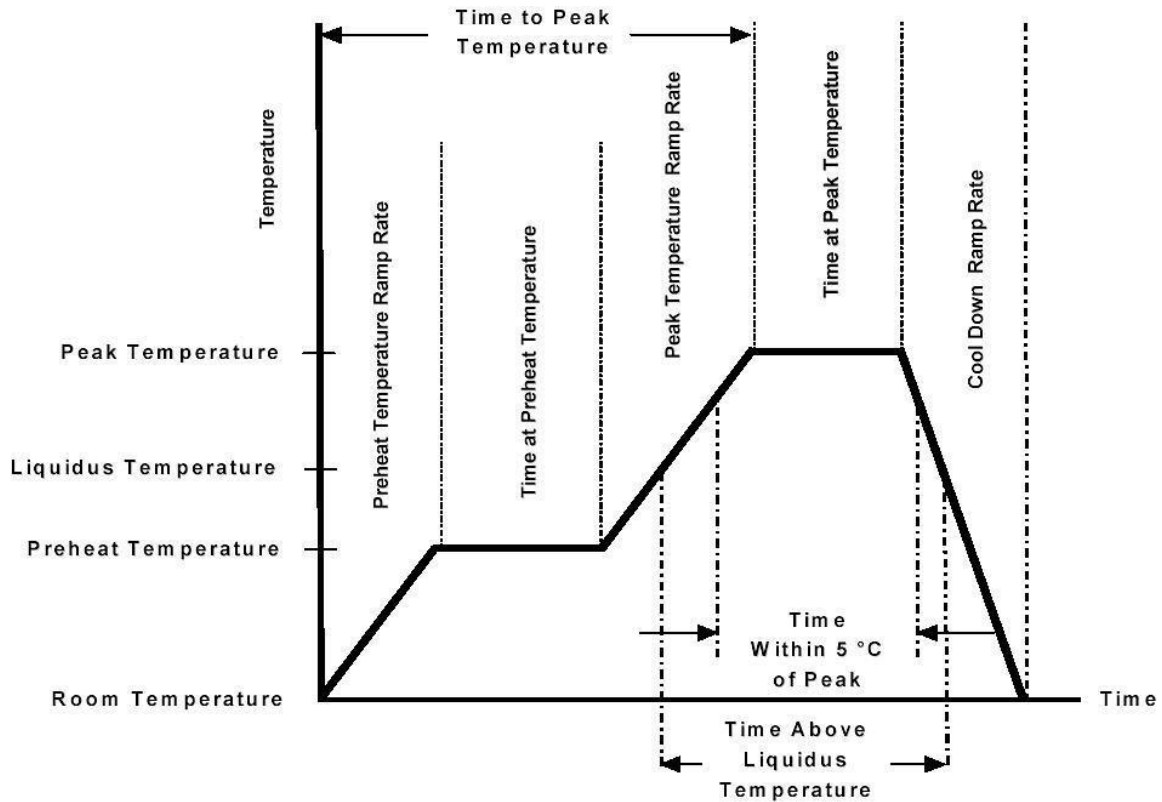 Time to Peak
Temperature
Temperature
Preheat Temperature Ramp Rate
Time at Preheat Temperature
Peak Temperature Ramp Rate
Time at Peak Temperature
Cool Down Ramp Rate
Peak Temperature
Liquidus Temperature
Preheat Temperature
Room Temperature
Time
Within 5 °C
of Peak
Time
Time Above
Liquidus
Temperature